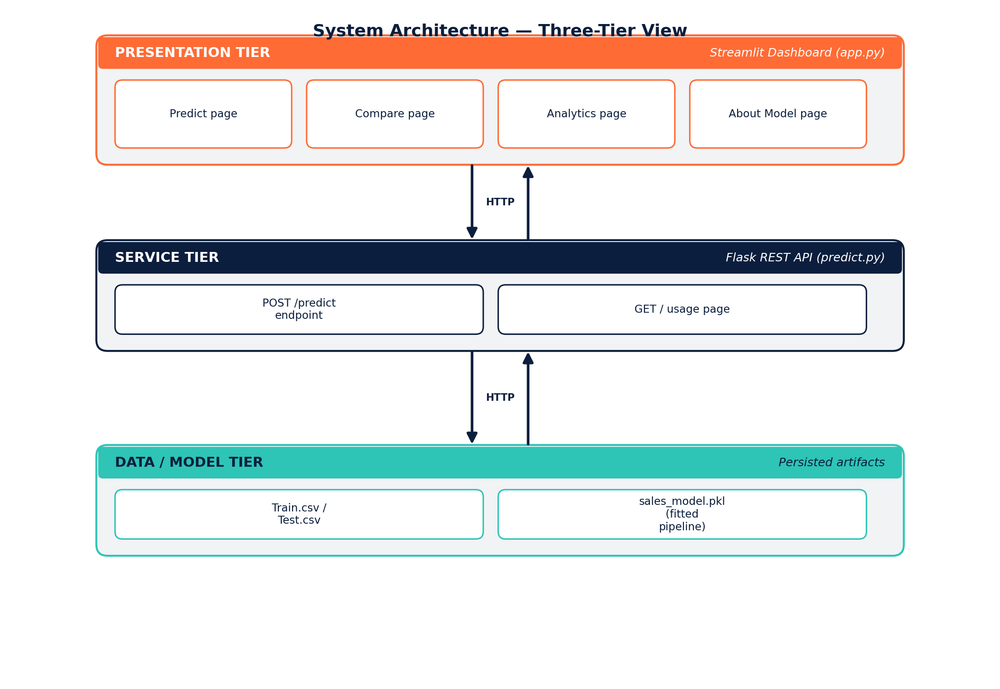 System Architecture — Three-Tier View
PRESENTATION TIER
Streamlit Dashboard (app.py)
Predict page
Compare page
Analytics page
About Model page
HTTP
SERVICE TIER
Flask REST API (predict.py)
POST /predict
endpoint
GET / usage page
HTTP
DATA / MODEL TIER
Persisted artifacts
Train.csv /
Test.csv
sales_model.pkl
(fitted
pipeline)